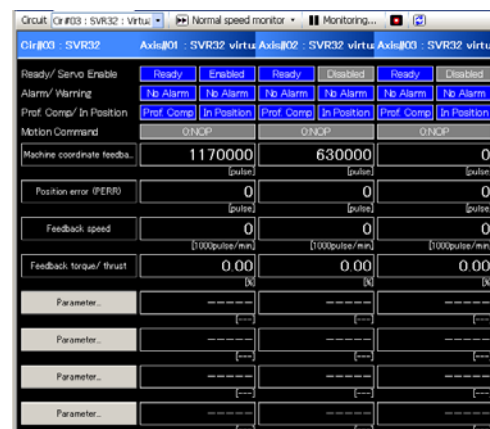 Circuit Cir#03 : SVR32 : Virtual Normal speed monitor Monitoring...
Cir#03 : SVR32 Axis#01 : SVR32 virtu Axis#02 : SVR32 virtu Axis#03 : SVR32 virtu
Ready/ Servo Enable Ready Enabled Ready Disabled Ready Disabled
Alarm/ Warning No Alarm No Alarm No Alarm No Alarm No Alarm No Alarm
Prof. Comp/ In Position Prof. Comp In Position Prof. Comp In Position Prof. Comp In Position
Motion Command 0:NOP 0:NOP 0:NOP
Machine coordinate feedba... 1170000 630000 0
[pulse] [pulse] [pulse]
Position error (PERR) 0 0 0
[pulse] [pulse] [pulse]
Feedback speed 0 0 0
[1000pulse/min] [1000pulse/min] [1000pulse/min]
Feedback torque/ thrust 0.00 0.00 0.00
[%] [%] [%]
Parameter... ----- ----- -----
[---] [---] [---]
Parameter... ----- ----- -----
[---] [---] [---]
Parameter... ----- ----- -----
[---] [---] [---]
Parameter... ----- ----- -----